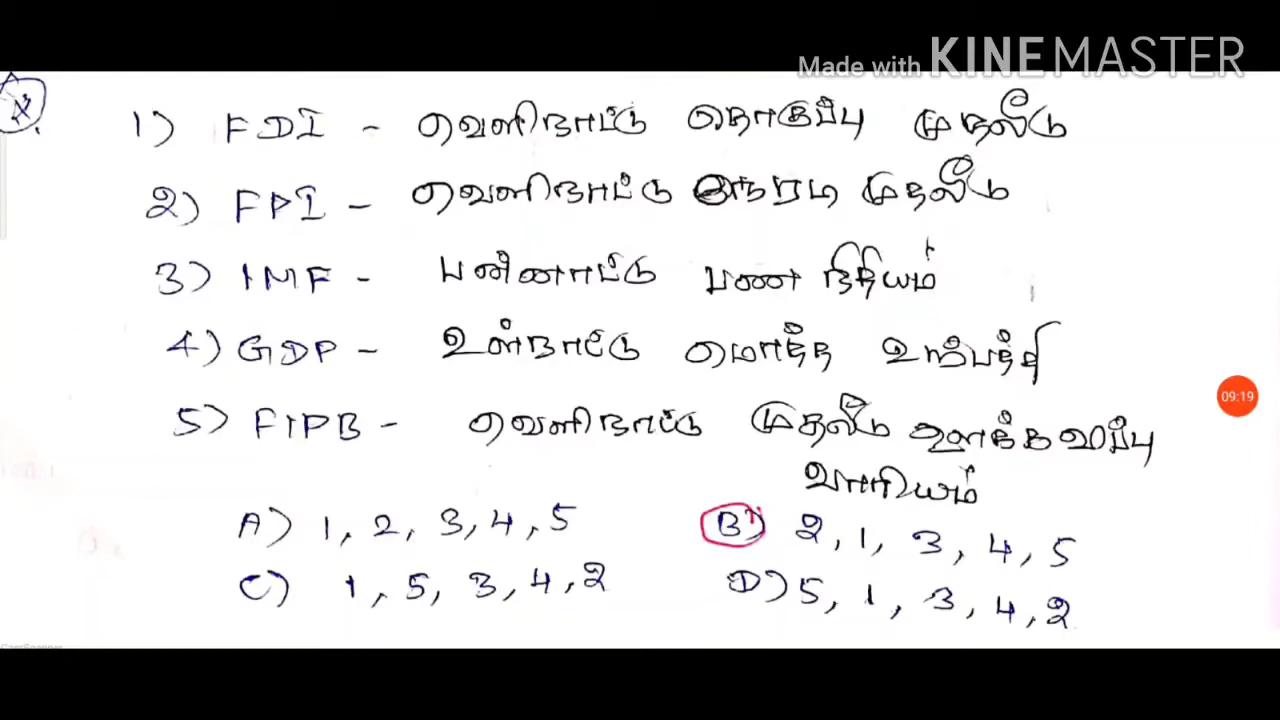 Made with KINEMASTER
1) FDI - வெளிநாட்டு தொகுப்பு முதலீடு
2) FPI - வெளிநாட்டு நேரடி முதலீடு
3) IMF - பன்னாட்டு பண நிதியம்
4) GDP - உள்நாட்டு மொத்த உற்பத்தி
09:19
5) FIPB - வெளிநாட்டு முதலீடு ஊக்குவிப்பு
வாரியம்
A) 1, 2, 3, 4, 5 B) 2, 1, 3, 4, 5
C) 1, 5, 3, 4, 2 D) 5, 1, 3, 4, 2